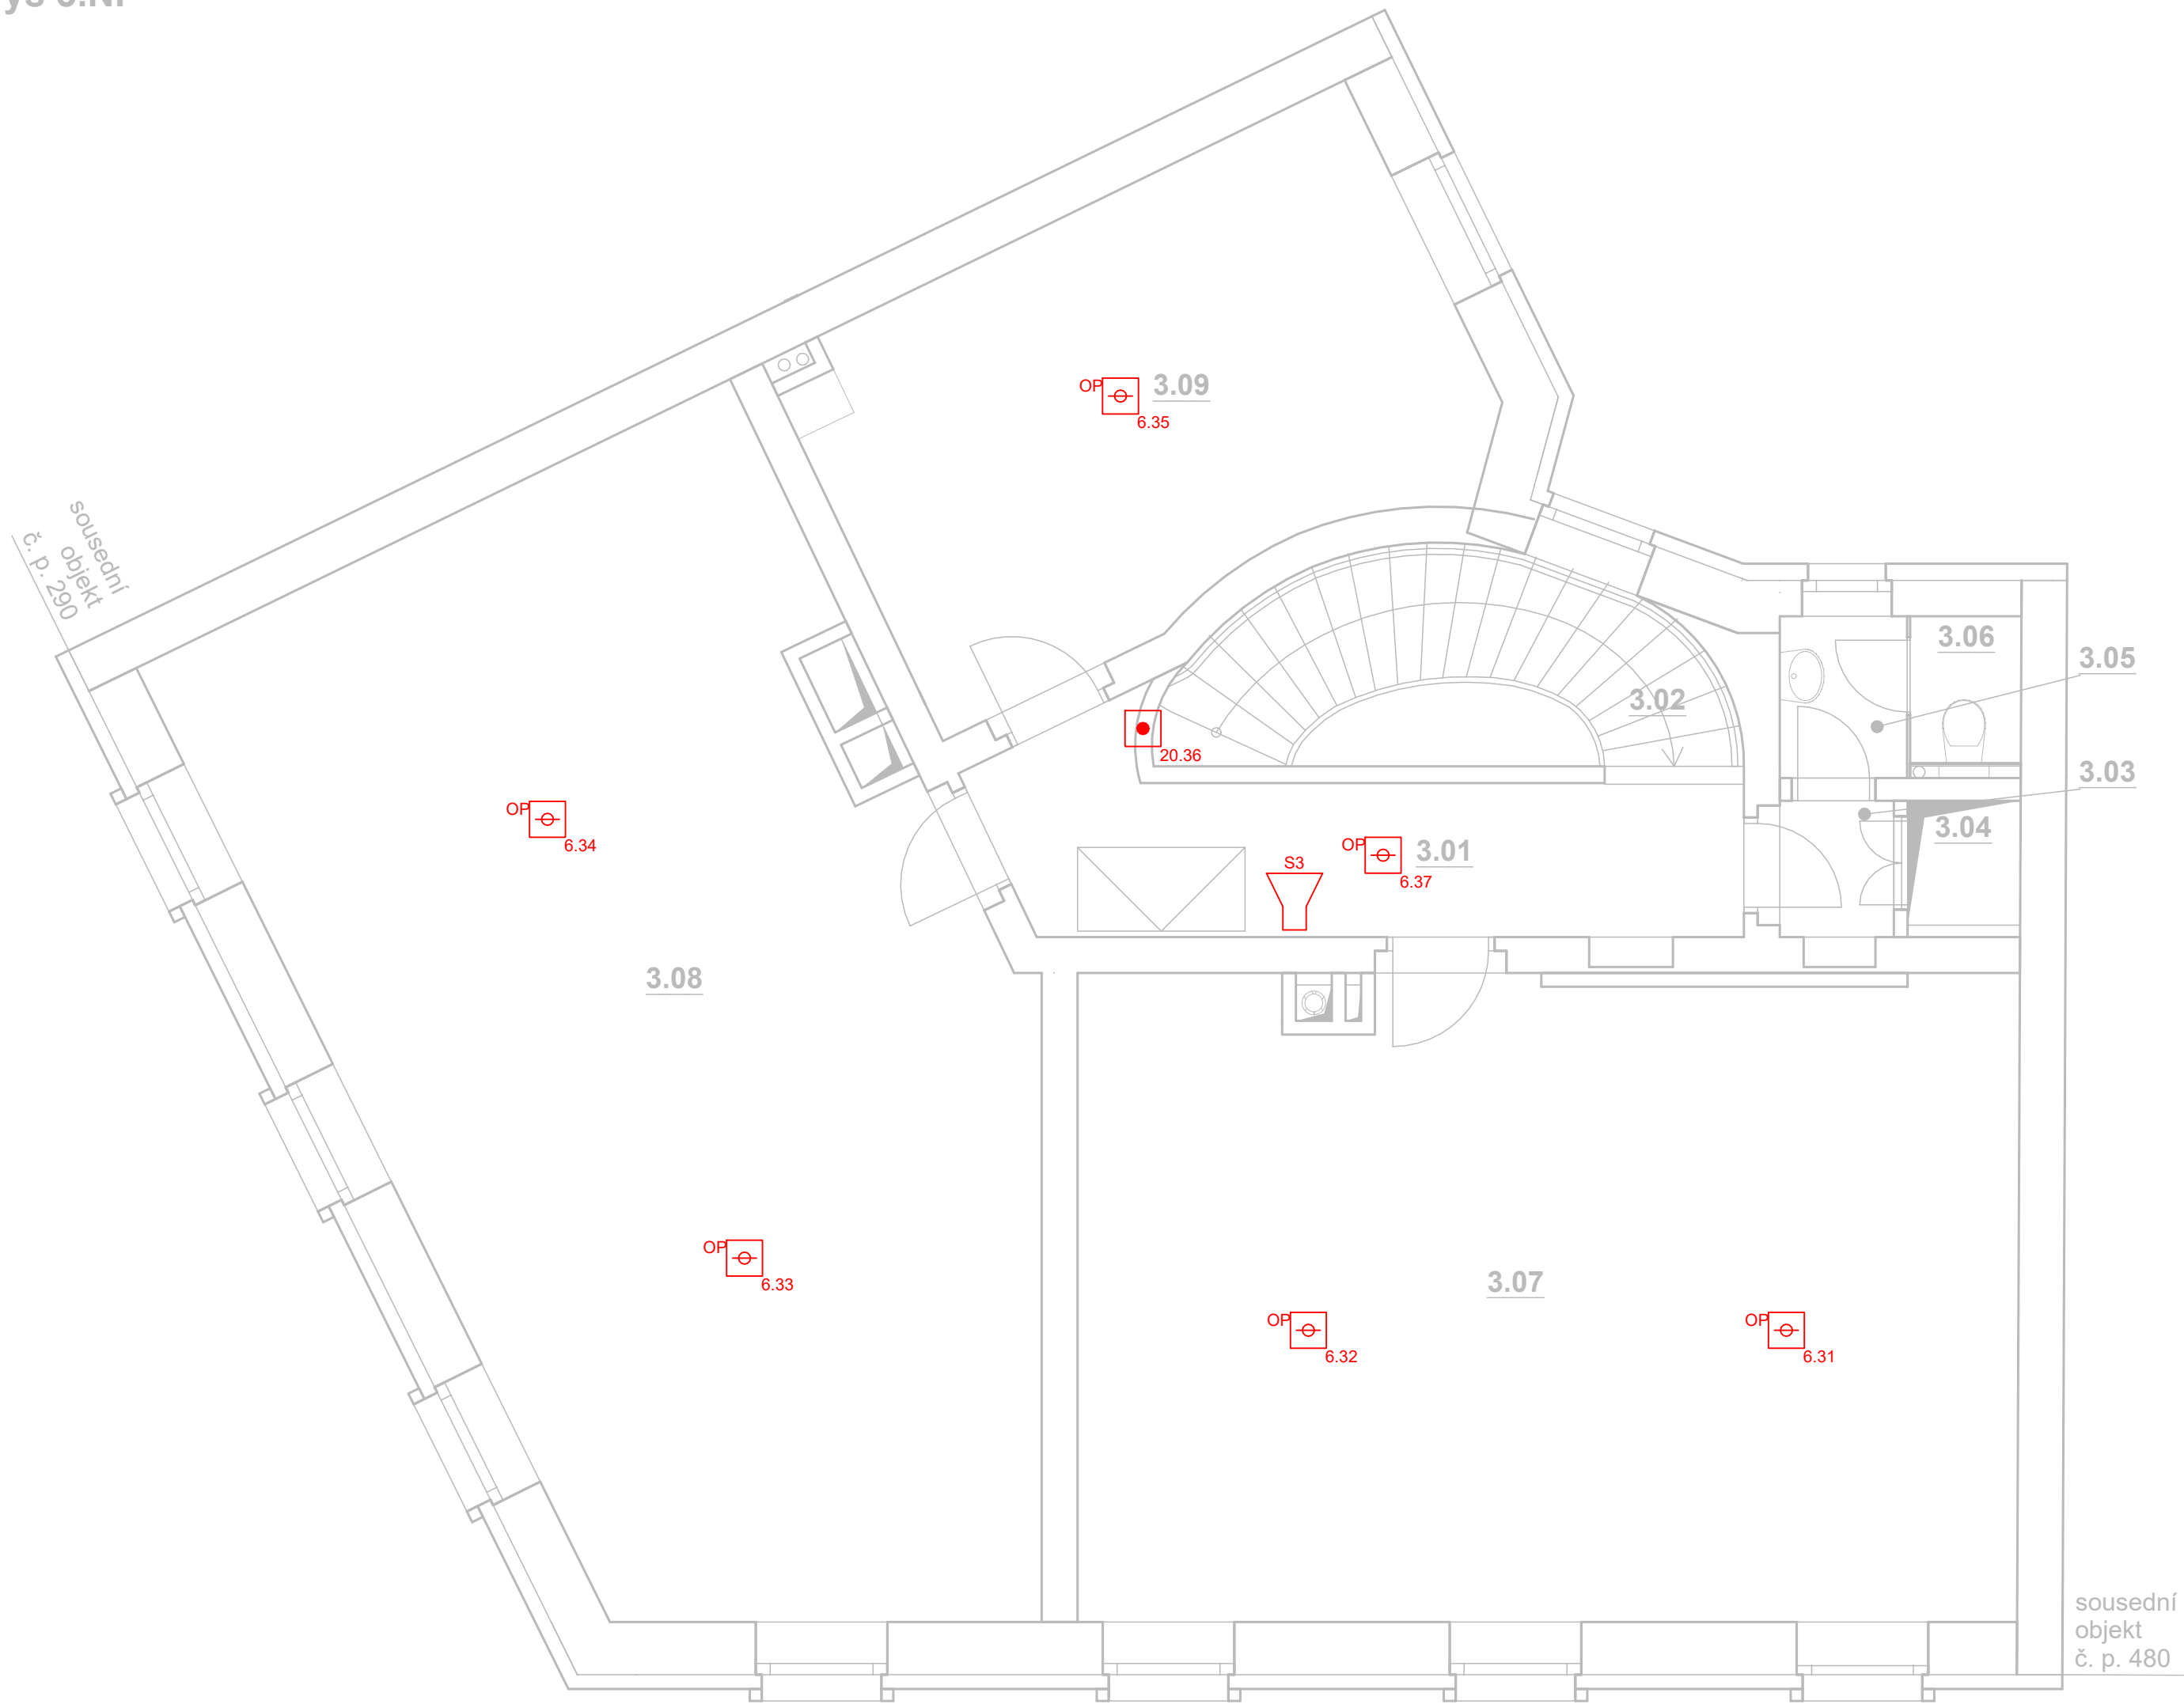 3.09
OP
6.35
sousední
objekt
č. p. 290
3.06
3.05
3.02
20.36
3.03
OP
6.34
3.04
OP
3.01
6.37
S3
3.08
OP
6.33
3.07
OP
6.32
OP
6.31
sousední
objekt
č. p. 480